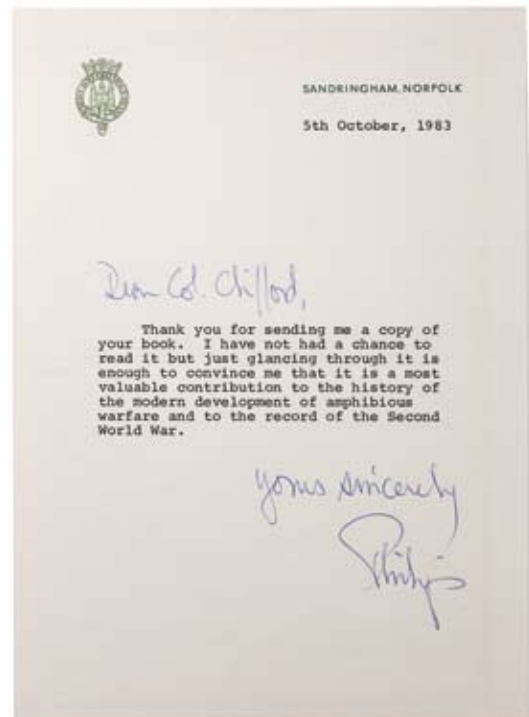 SANDRINGHAM, NORFOLK
5th October, 1983
Dear Col. Clifford,
Thank you for sending me a copy of
your book. I have not had a chance to
read it but just glancing through it is
enough to convince me that it is a most
valuable contribution to the history of
the modern development of amphibious
warfare and to the record of the Second
World War.
Yours sincerely
Philip